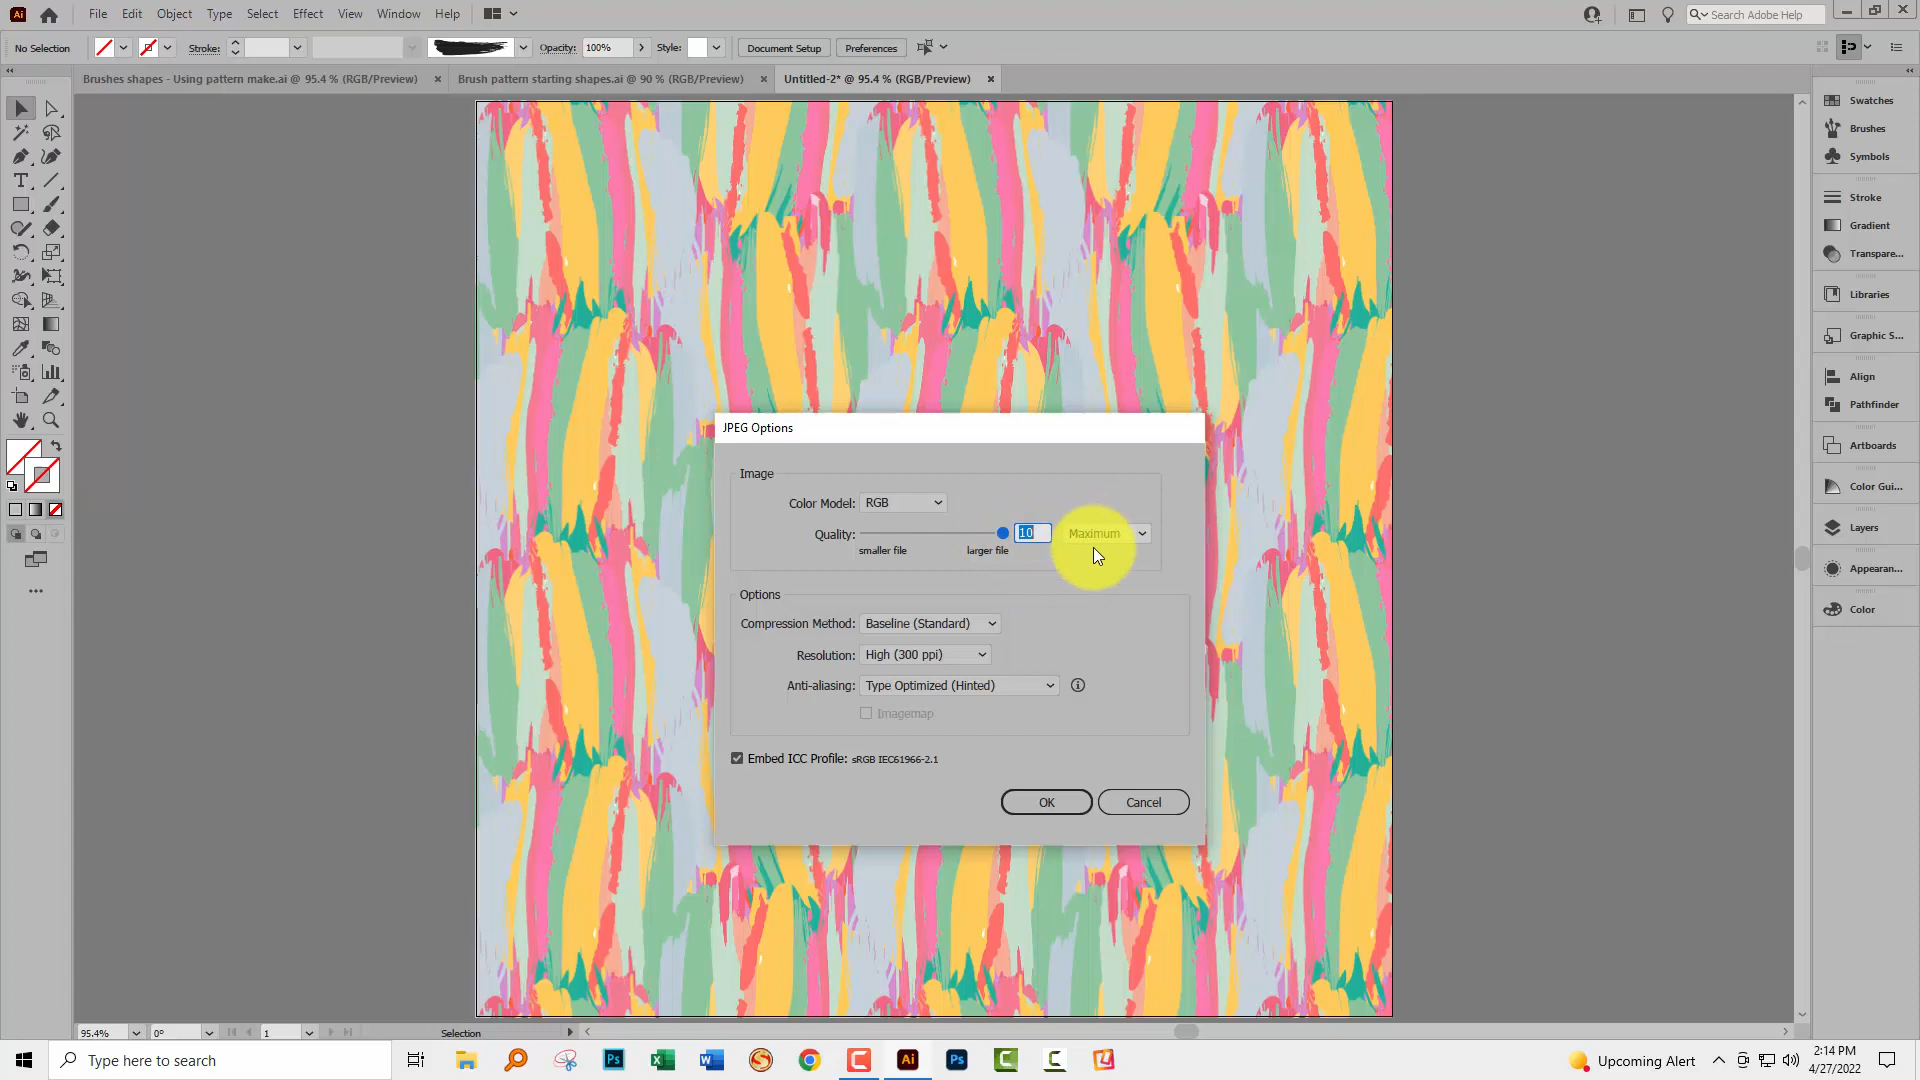 Ai File Edit Object Type Select Effect View Window Help Search Adobe Help
No Selection Stroke: Opacity: 100% Style: Document Setup Preferences
Brushes shapes - Using pattern make.ai @ 95.4 % (RGB/Preview) Brush pattern starting shapes.ai @ 90 % (RGB/Preview) Untitled-2* @ 95.4 % (RGB/Preview)
Swatches
Brushes
Symbols
Stroke
Gradient
Transpare...
Libraries
Graphic S...
Align
Pathfinder
Artboards
Color Gui...
Layers
Appearan...
Color
JPEG Options
Image
Color Model: RGB
Quality: 10 Maximum
smaller file larger file
Options
Compression Method: Baseline (Standard)
Resolution: High (300 ppi)
Anti-aliasing: Type Optimized (Hinted)
Imagemap
Embed ICC Profile: sRGB IEC61966-2.1
OK Cancel
95.4% 0° 1 Selection
Type here to search Ps Ai Ps Upcoming Alert 2:14 PM
4/27/2022